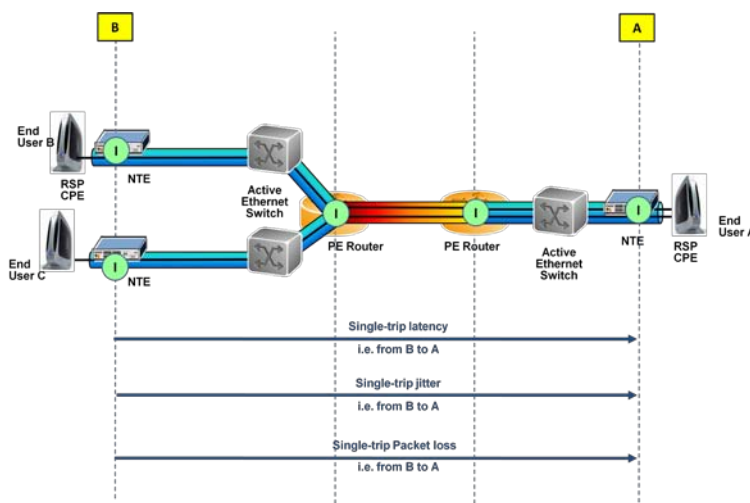 B
A
End
User B
I
RSP
CPE
NTE
Active
Ethernet
Switch
I
PE Router
I
PE Router
Active
Ethernet
Switch
I
NTE
RSP
CPE
End
User A
End
User C
I
NTE
Single-trip latency
i.e. from B to A
Single-trip jitter
i.e. from B to A
Single-trip Packet loss
i.e. from B to A